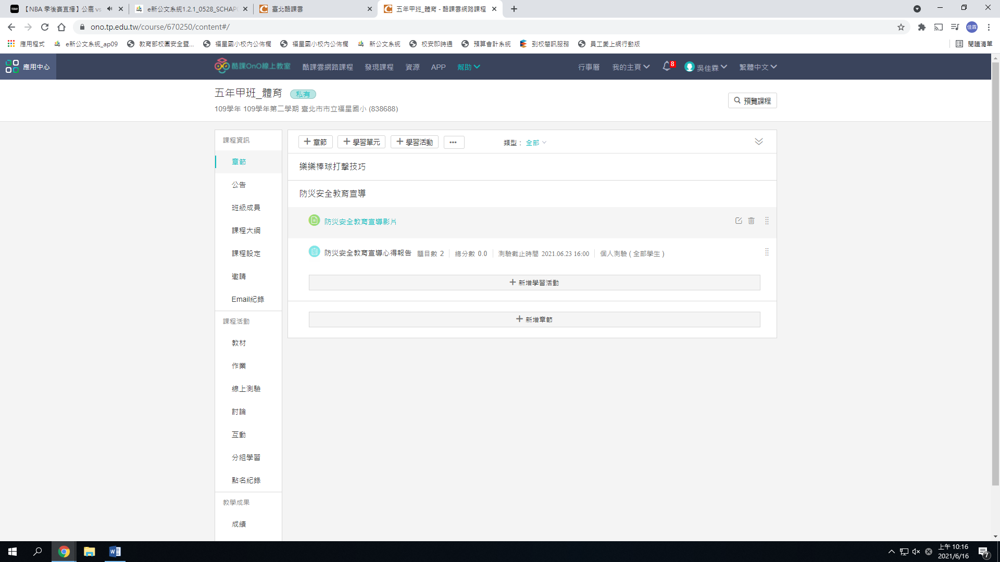 【NBA 季後賽直播】公鹿 vs
e新公文系統1.2.1_0528_SCHAPO
臺北酷課雲
五年甲班_體育 - 酷課雲網路課程
ono.tp.edu.tw/course/670250/content#/
佳霖
應用程式
e新公文系統_ap09
教育部校園安全暨...
福星國小校內公佈欄
福星國小校內公佈欄
新公文系統
校安即時通
預算會計系統
到校簡訊服務
員工愛上網行動版
閱讀清單
應用中心
酷課OnO線上教室
酷課雲網路課程
發現課程
資源
APP
幫助
行事曆
我的主頁
8
吳佳霖
繁體中文
五年甲班_體育
私有
109學年 109學年第二學期 臺北市市立福星國小 (838688)
預覽課程
課程資訊
章節
公告
班級成員
課程大綱
課程設定
邀請
Email紀錄
課程活動
教材
作業
線上測驗
討論
互動
分組學習
點名紀錄
教學成果
成績
+ 章節
+ 學習單元
+ 學習活動
•••
類型： 全部
樂樂棒球打擊技巧
防災安全教育宣導
防災安全教育宣導影片
防災安全教育宣導心得報告 題目數 2 總分數 0.0 測驗截止時間 2021.06.23 16:00 個人測驗 ( 全部學生 )
+ 新增學習活動
+ 新增章節
上午 10:16
2021/6/16
7